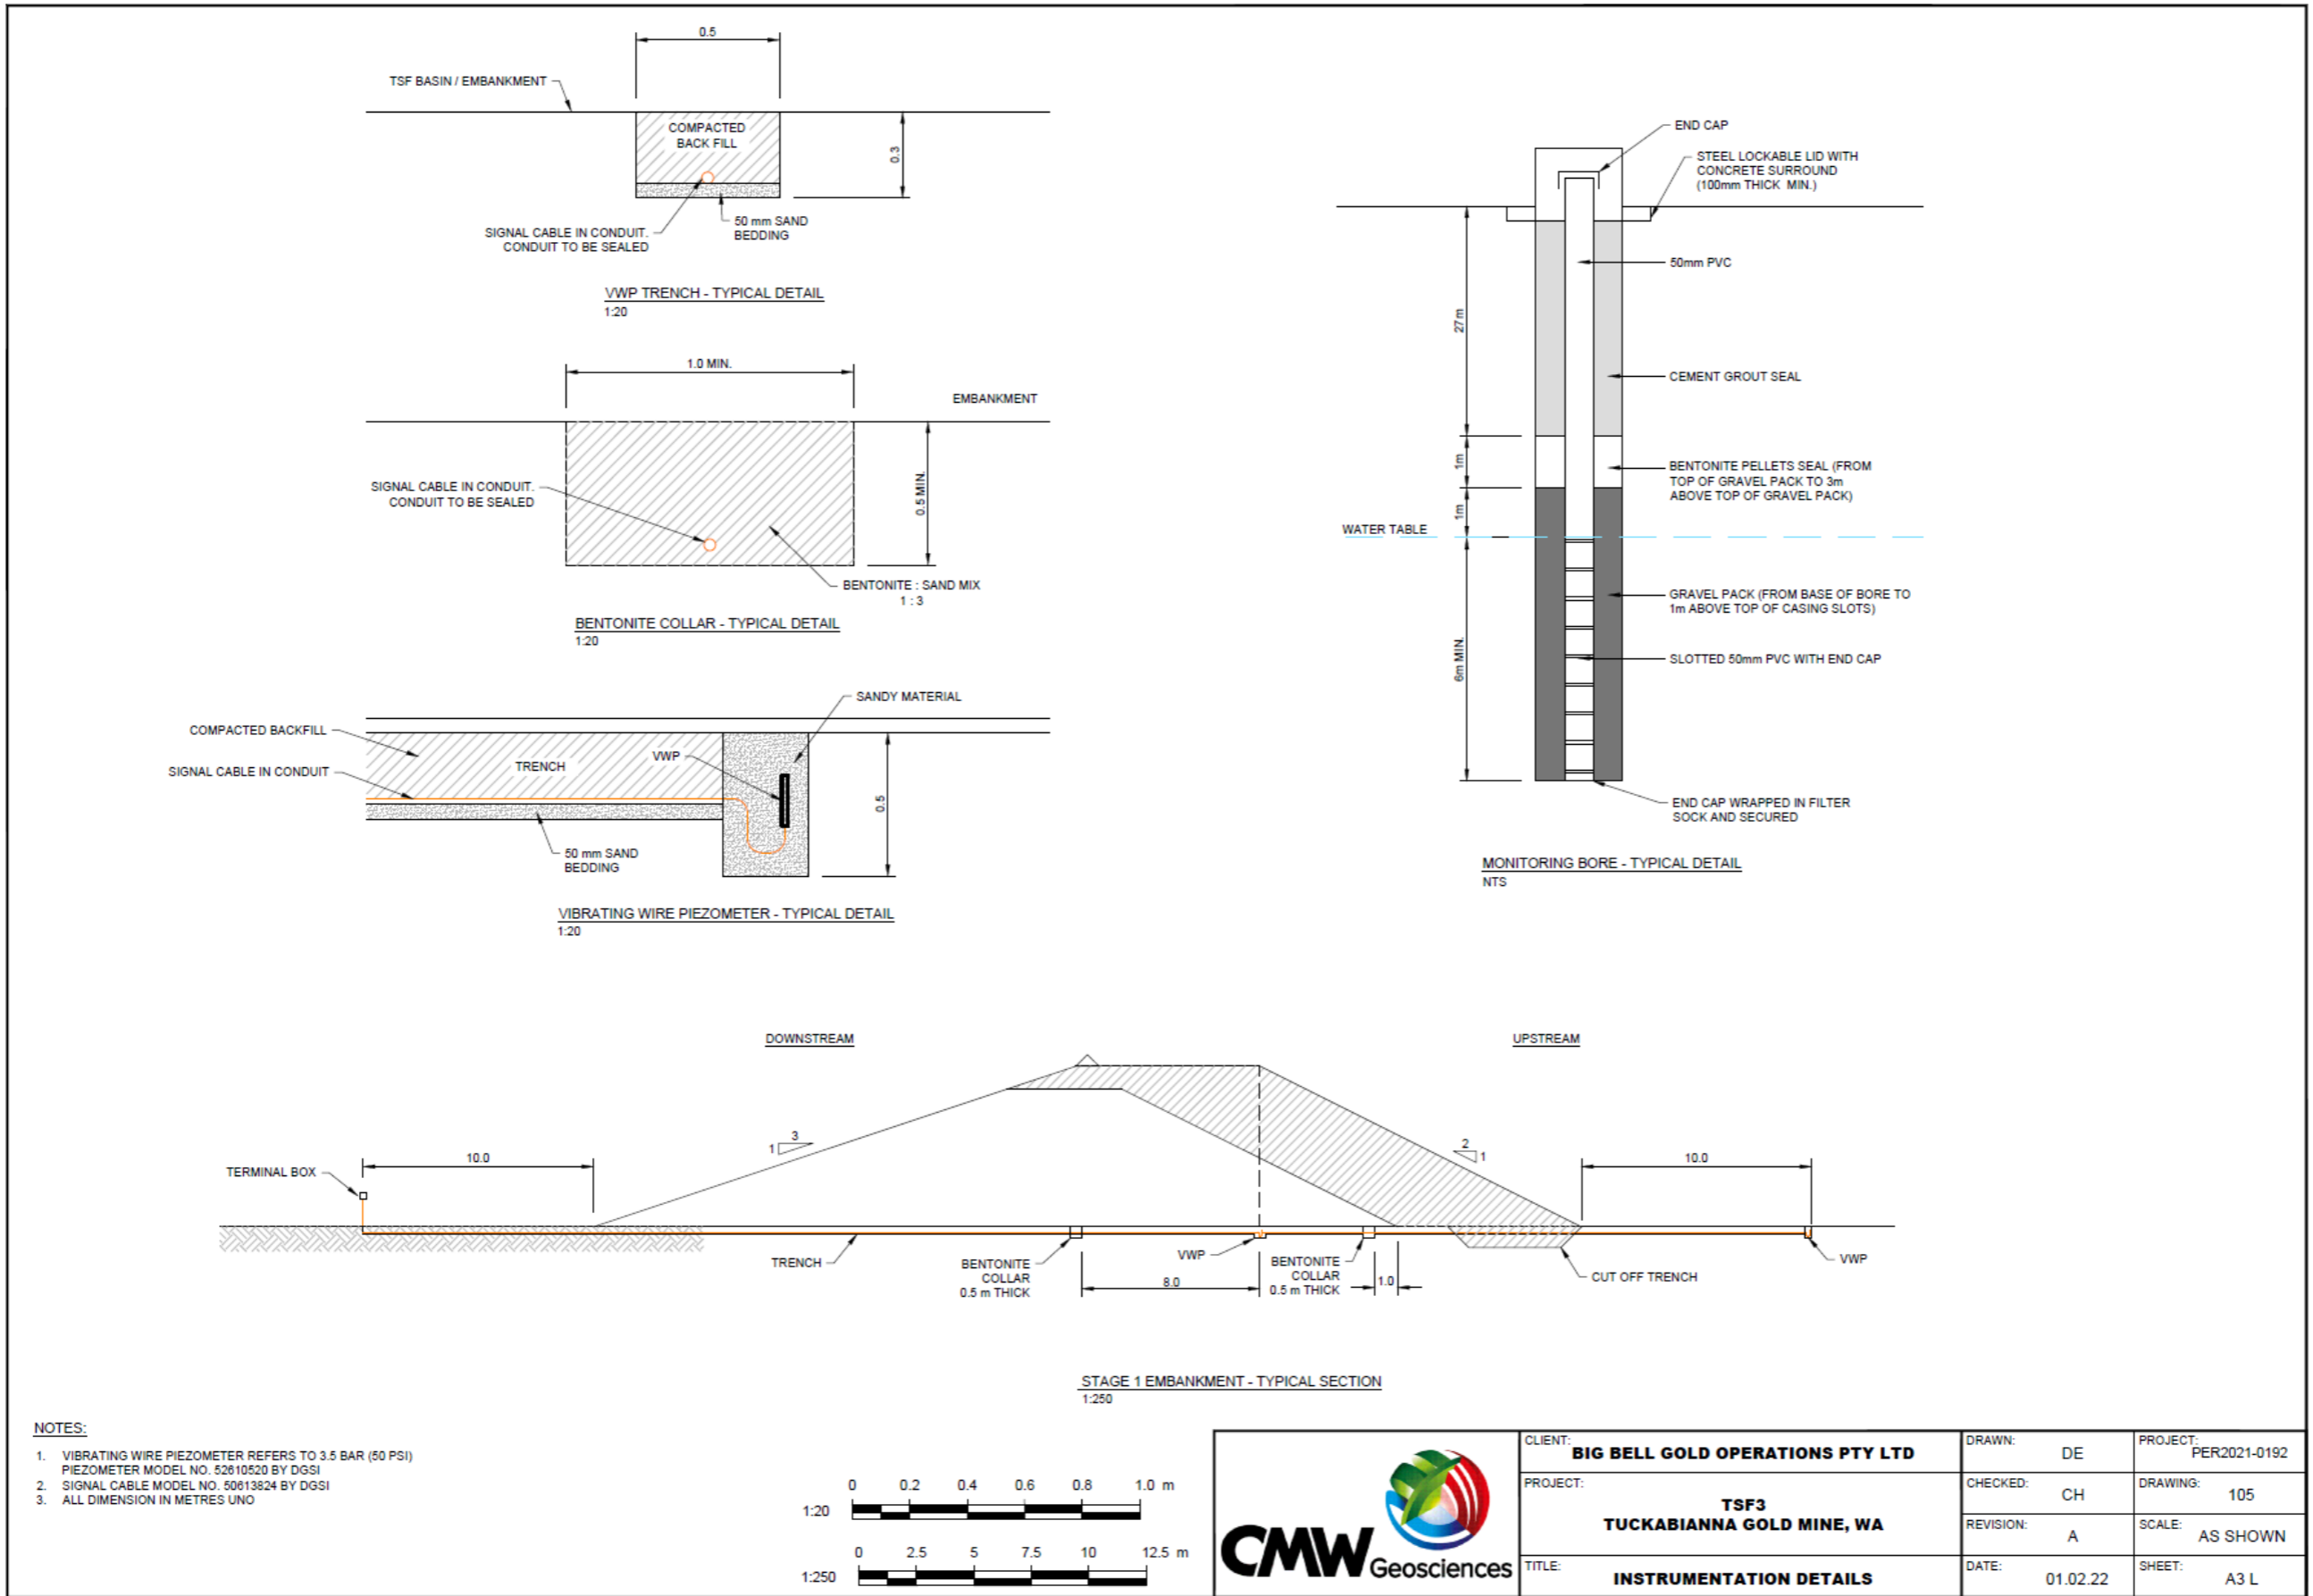 0.5
TSF BASIN / EMBANKMENT
COMPACTED
BACK FILL
0.3
50 mm SAND
BEDDING
SIGNAL CABLE IN CONDUIT.
CONDUIT TO BE SEALED
VWP TRENCH - TYPICAL DETAIL
1:20
1.0 MIN.
EMBANKMENT
SIGNAL CABLE IN CONDUIT.
CONDUIT TO BE SEALED
0.5 MIN.
BENTONITE : SAND MIX
1 : 3
BENTONITE COLLAR - TYPICAL DETAIL
1:20
SANDY MATERIAL
COMPACTED BACKFILL
VWP
TRENCH
SIGNAL CABLE IN CONDUIT
0.5
50 mm SAND
BEDDING
VIBRATING WIRE PIEZOMETER - TYPICAL DETAIL
1:20
END CAP
STEEL LOCKABLE LID WITH
CONCRETE SURROUND
(100mm THICK MIN.)
50mm PVC
27m
CEMENT GROUT SEAL
1m
BENTONITE PELLETS SEAL (FROM
TOP OF GRAVEL PACK TO 3m
ABOVE TOP OF GRAVEL PACK)
1m
WATER TABLE
GRAVEL PACK (FROM BASE OF BORE TO
1m ABOVE TOP OF CASING SLOTS)
6m MIN.
SLOTTED 50mm PVC WITH END CAP
END CAP WRAPPED IN FILTER
SOCK AND SECURED
MONITORING BORE - TYPICAL DETAIL
NTS
DOWNSTREAM
UPSTREAM
3
1
2
1
10.0
10.0
TERMINAL BOX
TRENCH
BENTONITE
COLLAR
0.5 m THICK
8.0
VWP
BENTONITE
COLLAR
0.5 m THICK
1.0
CUT OFF TRENCH
VWP
STAGE 1 EMBANKMENT - TYPICAL SECTION
1:250
NOTES:
1. VIBRATING WIRE PIEZOMETER REFERS TO 3.5 BAR (50 PSI)
PIEZOMETER MODEL NO. 52610520 BY DGSI
2. SIGNAL CABLE MODEL NO. 50613824 BY DGSI
3. ALL DIMENSION IN METRES UNO
0 0.2 0.4 0.6 0.8 1.0 m
1:20
0 2.5 5 7.5 10 12.5 m
1:250
CMW Geosciences
CLIENT: BIG BELL GOLD OPERATIONS PTY LTD
PROJECT:
TSF3
TUCKABIANNA GOLD MINE, WA
TITLE: INSTRUMENTATION DETAILS
DRAWN: DE
PROJECT: PER2021-0192
CHECKED: CH
DRAWING: 105
REVISION: A
SCALE: AS SHOWN
DATE: 01.02.22
SHEET: A3 L